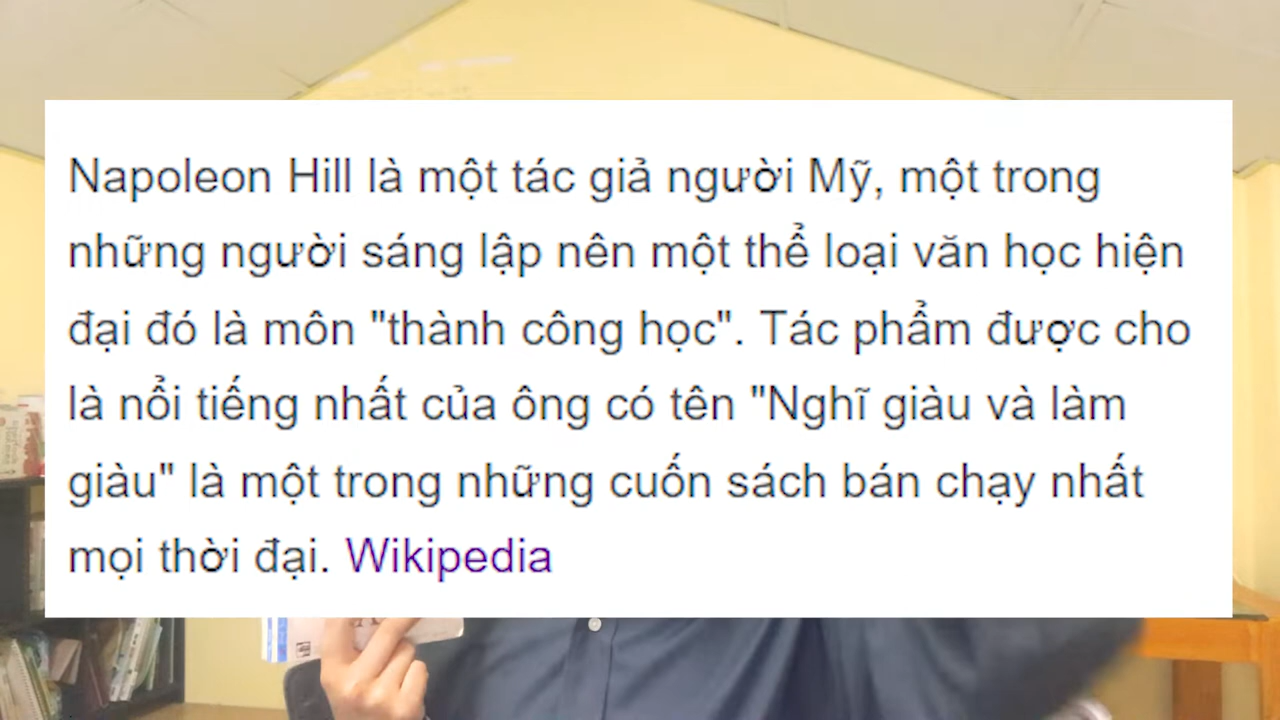 Napoleon Hill là một tác giả người Mỹ, một trong
những người sáng lập nên một thể loại văn học hiện
đại đó là môn "thành công học". Tác phẩm được cho
là nổi tiếng nhất của ông có tên "Nghĩ giàu và làm
giàu" là một trong những cuốn sách bán chạy nhất
mọi thời đại. Wikipedia